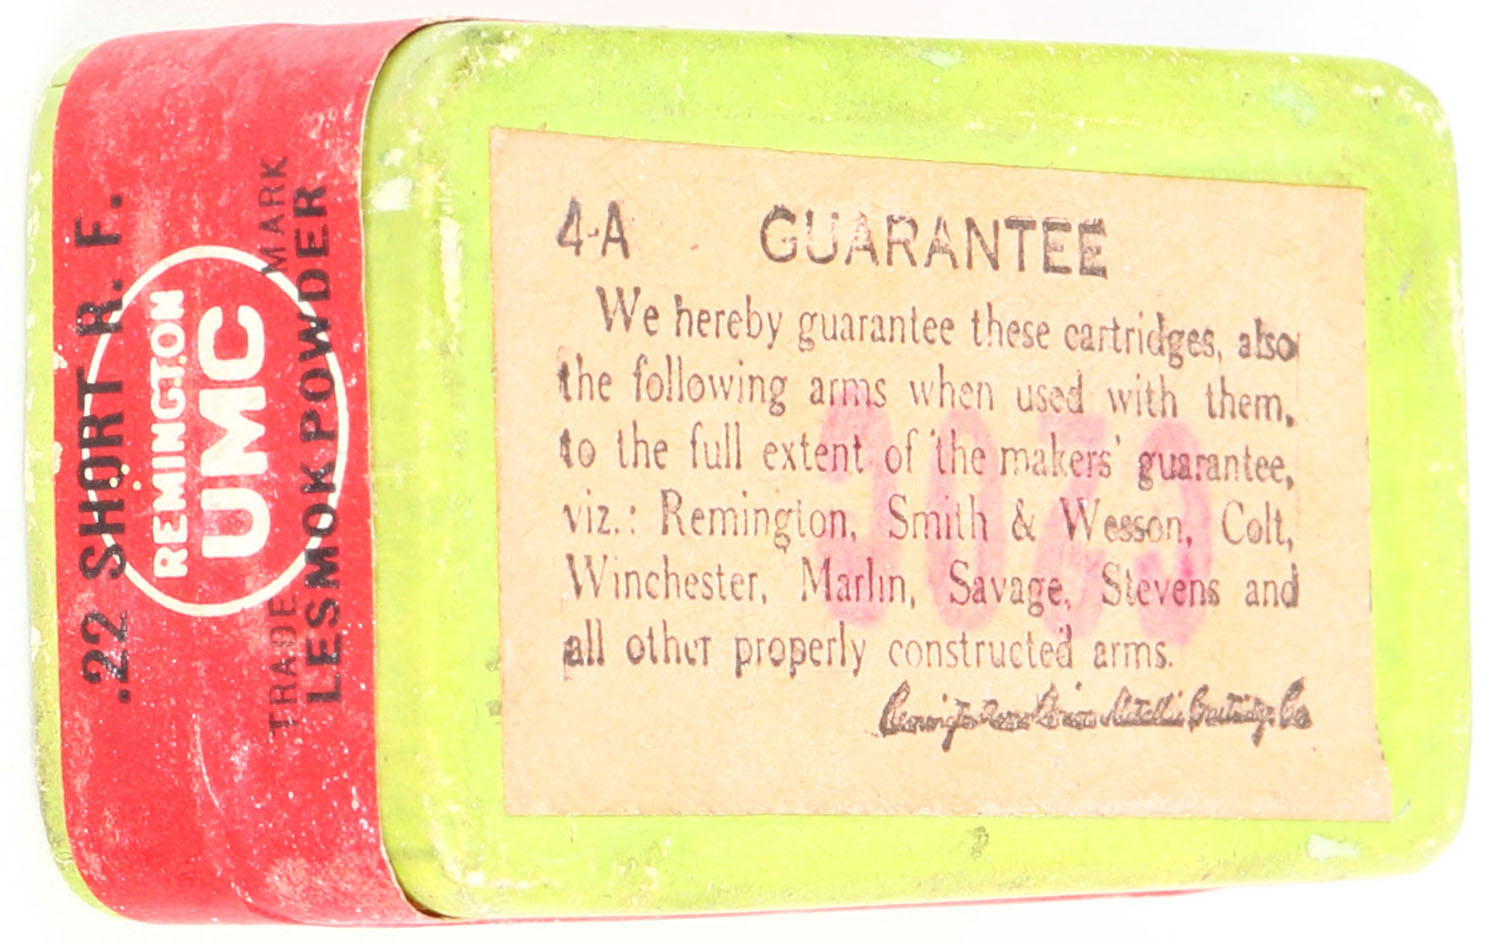 .22 SHORT R. F.
REMINGTON
UMC
TRADE MARK
LESMOK POWDER
4-A GUARANTEE
We hereby guarantee these cartridges, also
the following arms when used with them,
to the full extent of the makers' guarantee,
viz.: Remington, Smith & Wesson, Colt,
Winchester, Marlin, Savage, Stevens and
all other properly constructed arms.